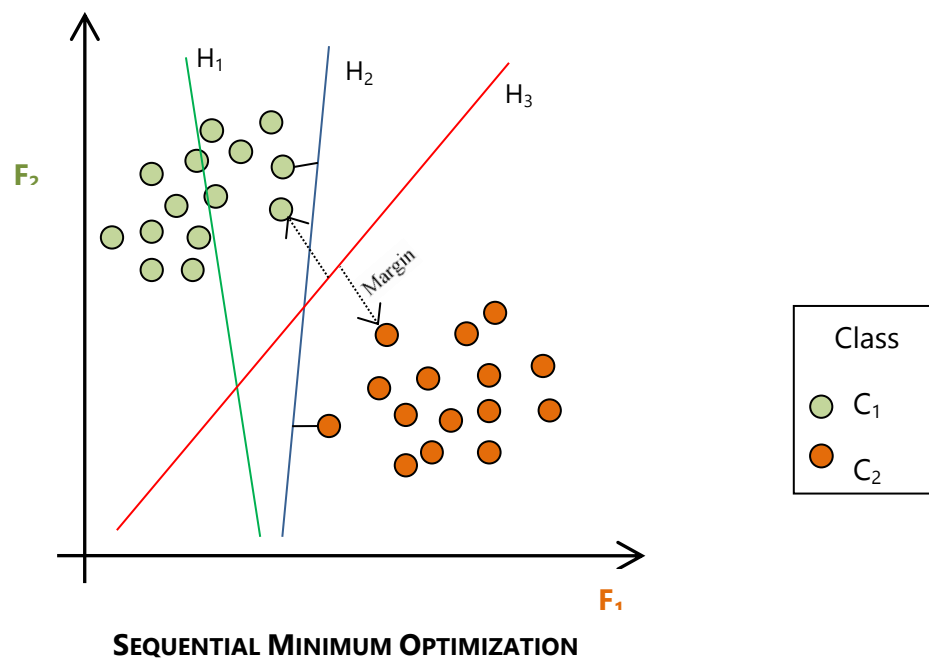 H₁
H₂
H₃
F₂
Margin
Class
C₁
C₂
F₁
SEQUENTIAL MINIMUM OPTIMIZATION